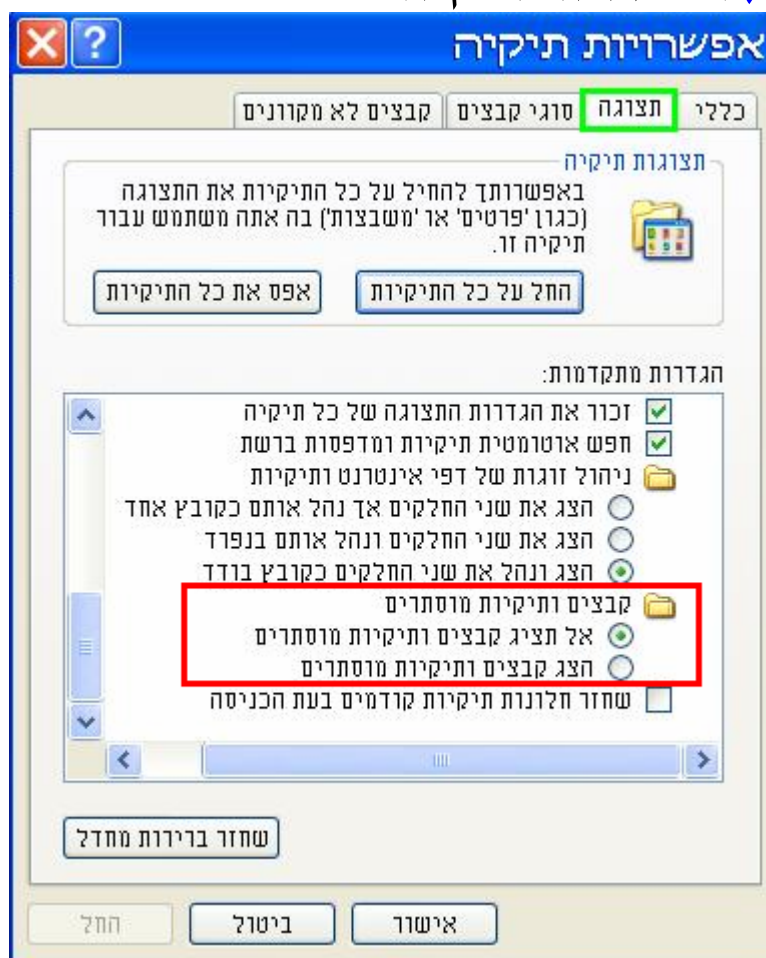 אפשרויות תיקיה
?
כללי
תצוגה
סוגי קבצים
קבצים לא מקוונים
תצוגות תיקיה
באפשרותך להחיל על כל התיקיות את התצוגה
(כגון 'פרטים' או 'משבצות') בה אתה משתמש עבור
תיקיה זו.
החל על כל התיקיות
אפס את כל התיקיות
הגדרות מתקדמות:
זכור את הגדרות התצוגה של כל תיקיה
חפש אוטומטית תיקיות ומדפסות ברשת
ניהול זוגות של דפי אינטרנט ותיקיות
הצג את שני החלקים אך נהל אותם כקובץ אחד
הצג את שני החלקים ונהל אותם בנפרד
הצג ונהל את שני החלקים כקובץ בודד
קבצים ותיקיות מוסתרים
אל תציג קבצים ותיקיות מוסתרים
הצג קבצים ותיקיות מוסתרים
שחזר חלונות תיקיות קודמים בעת הכניסה
שחזר ברירות מחדל
אישור
ביטול
החל